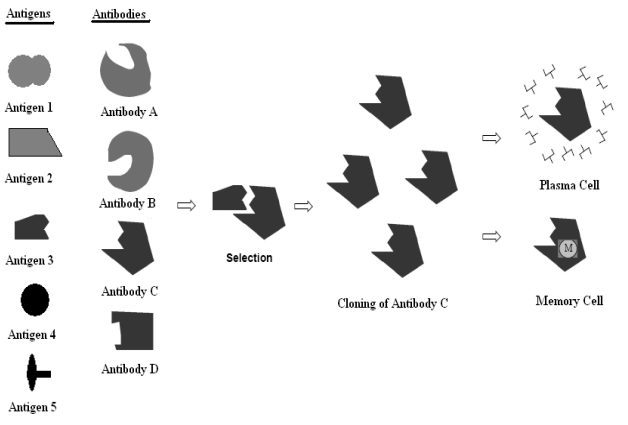 Antigens
Antibodies
Antigen 1
Antibody A
Antigen 2
Antibody B
Plasma Cell
Antigen 3
Selection
M
Antibody C
Cloning of Antibody C
Memory Cell
Antigen 4
Antibody D
Antigen 5